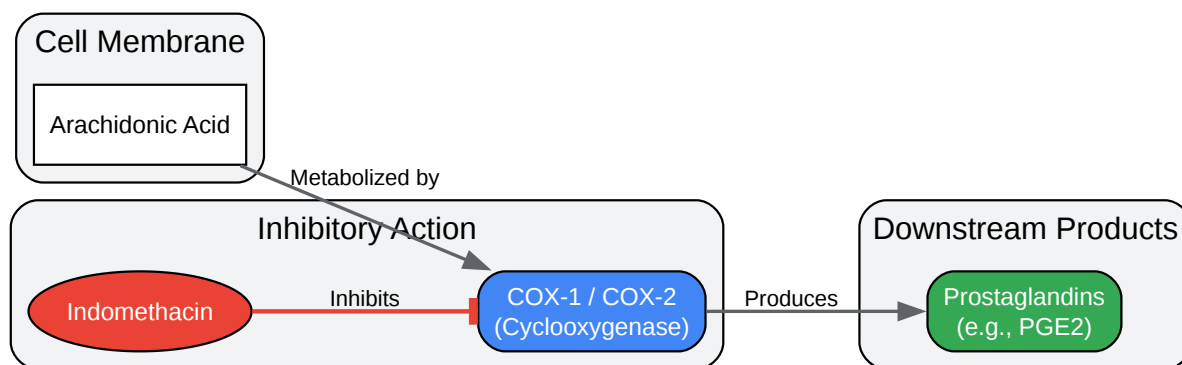 Cell Membrane
Arachidonic Acid
Metabolized by
Inhibitory Action
Downstream Products
Indomethacin
Inhibits
COX-1 / COX-2
(Cyclooxygenase)
Produces
Prostaglandins
(e.g., PGE2)